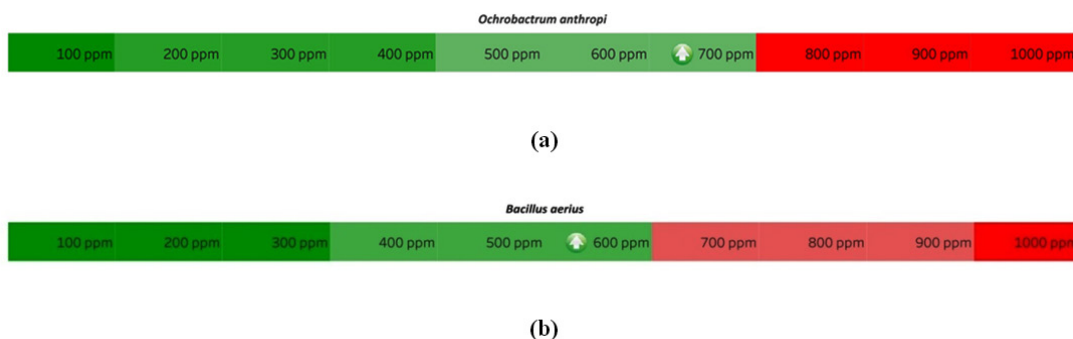 Ochrobactrum anthropi
100 ppm 200 ppm 300 ppm 400 ppm 500 ppm 600 ppm 700 ppm 800 ppm 900 ppm 1000 ppm
(a)
Bacillus aerius
100 ppm 200 ppm 300 ppm 400 ppm 500 ppm 600 ppm 700 ppm 800 ppm 900 ppm 1000 ppm
(b)